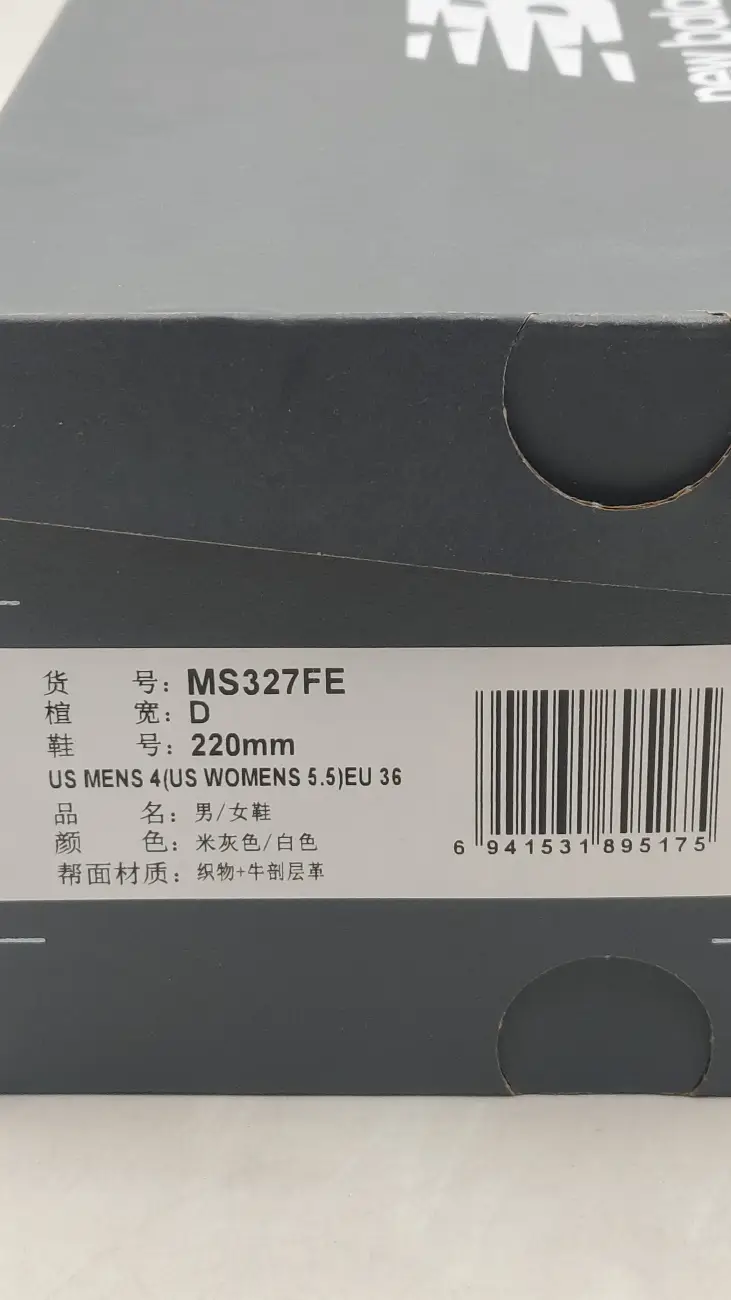 new bala
货 号: MS327FE
楦 宽: D
鞋 号: 220mm
US MENS 4(US WOMENS 5.5)EU 36
品 名: 男/女鞋
颜 色: 米灰色/白色
帮面材质: 织物+牛剖层革
6 941531 895175